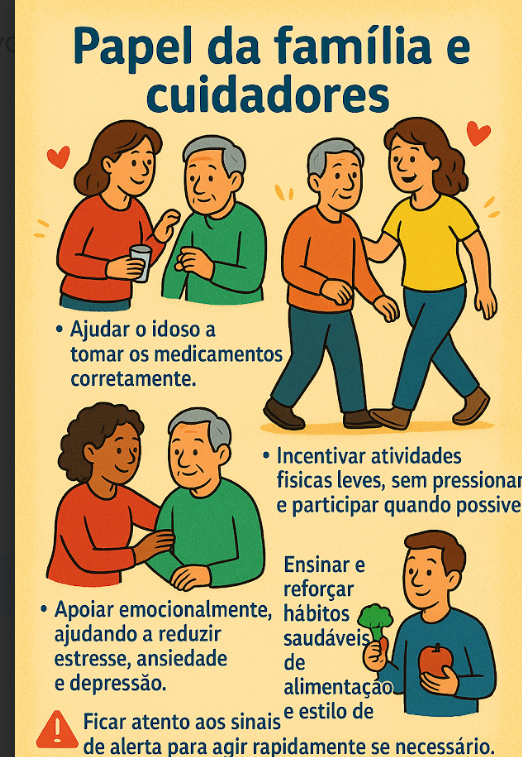 Papel da família e
cuidadores
• Ajudar o idoso a
tomar os medicamentos
corretamente.
• Incentivar atividades
fisicas leves, sem pressionar
e participar quando possive
• Apoiar emocionalmente,
ajudando a reduzir
estresse, ansiedade
e depressão.
Ensinar e
reforçar
hábitos
saudáveis
de
alimentação
e estilo de
Ficar atento aos sinais
de alerta para agir rapidamente se necessário.